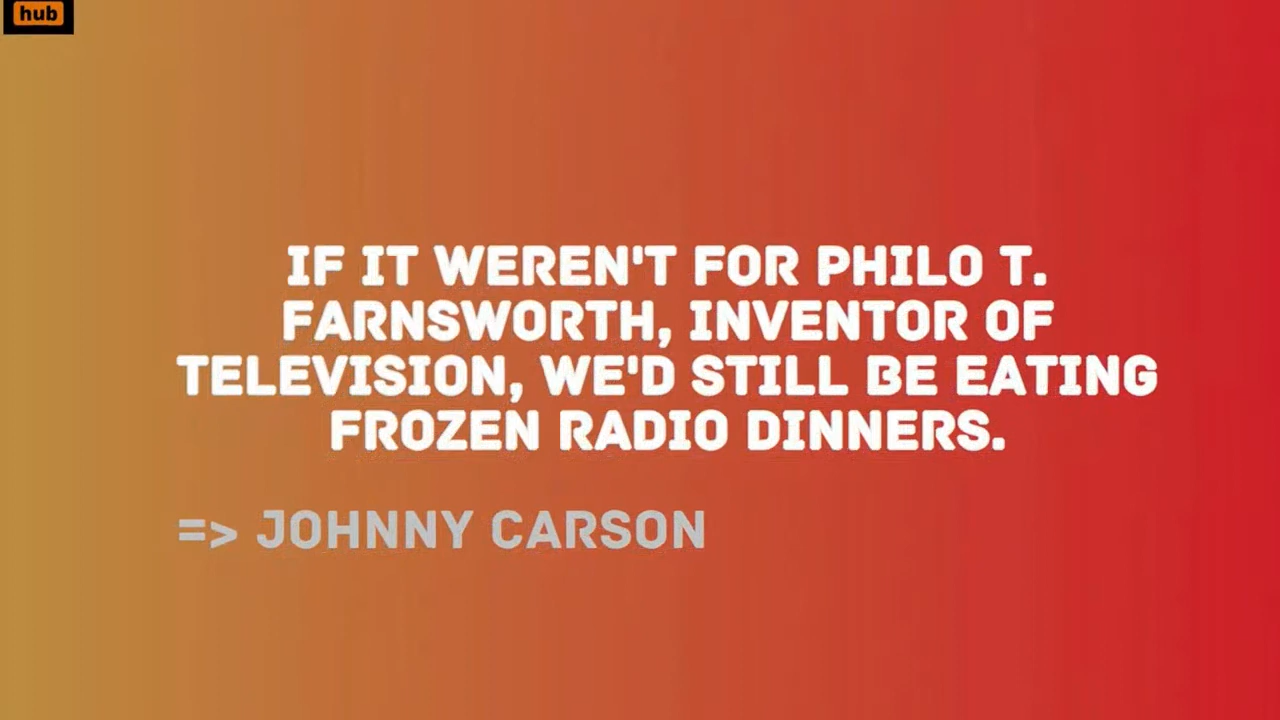 hub
IF IT WEREN'T FOR PHILO T.
FARNSWORTH, INVENTOR OF
TELEVISION, WE'D STILL BE EATING
FROZEN RADIO DINNERS.
=> JOHNNY CARSON